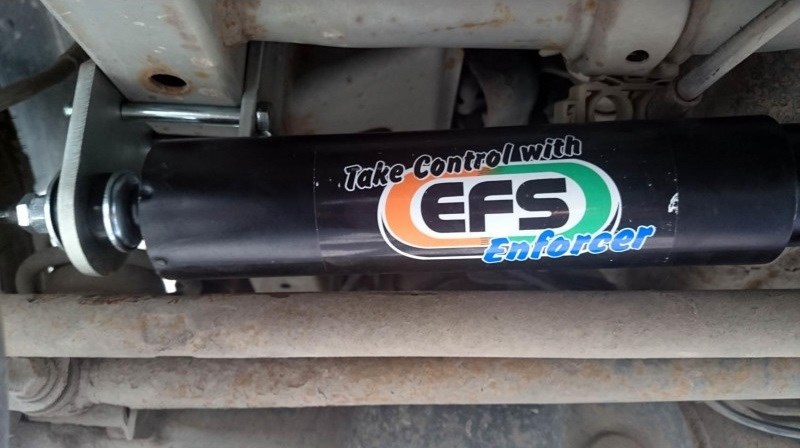 Take Control with
EFS
Enforcer